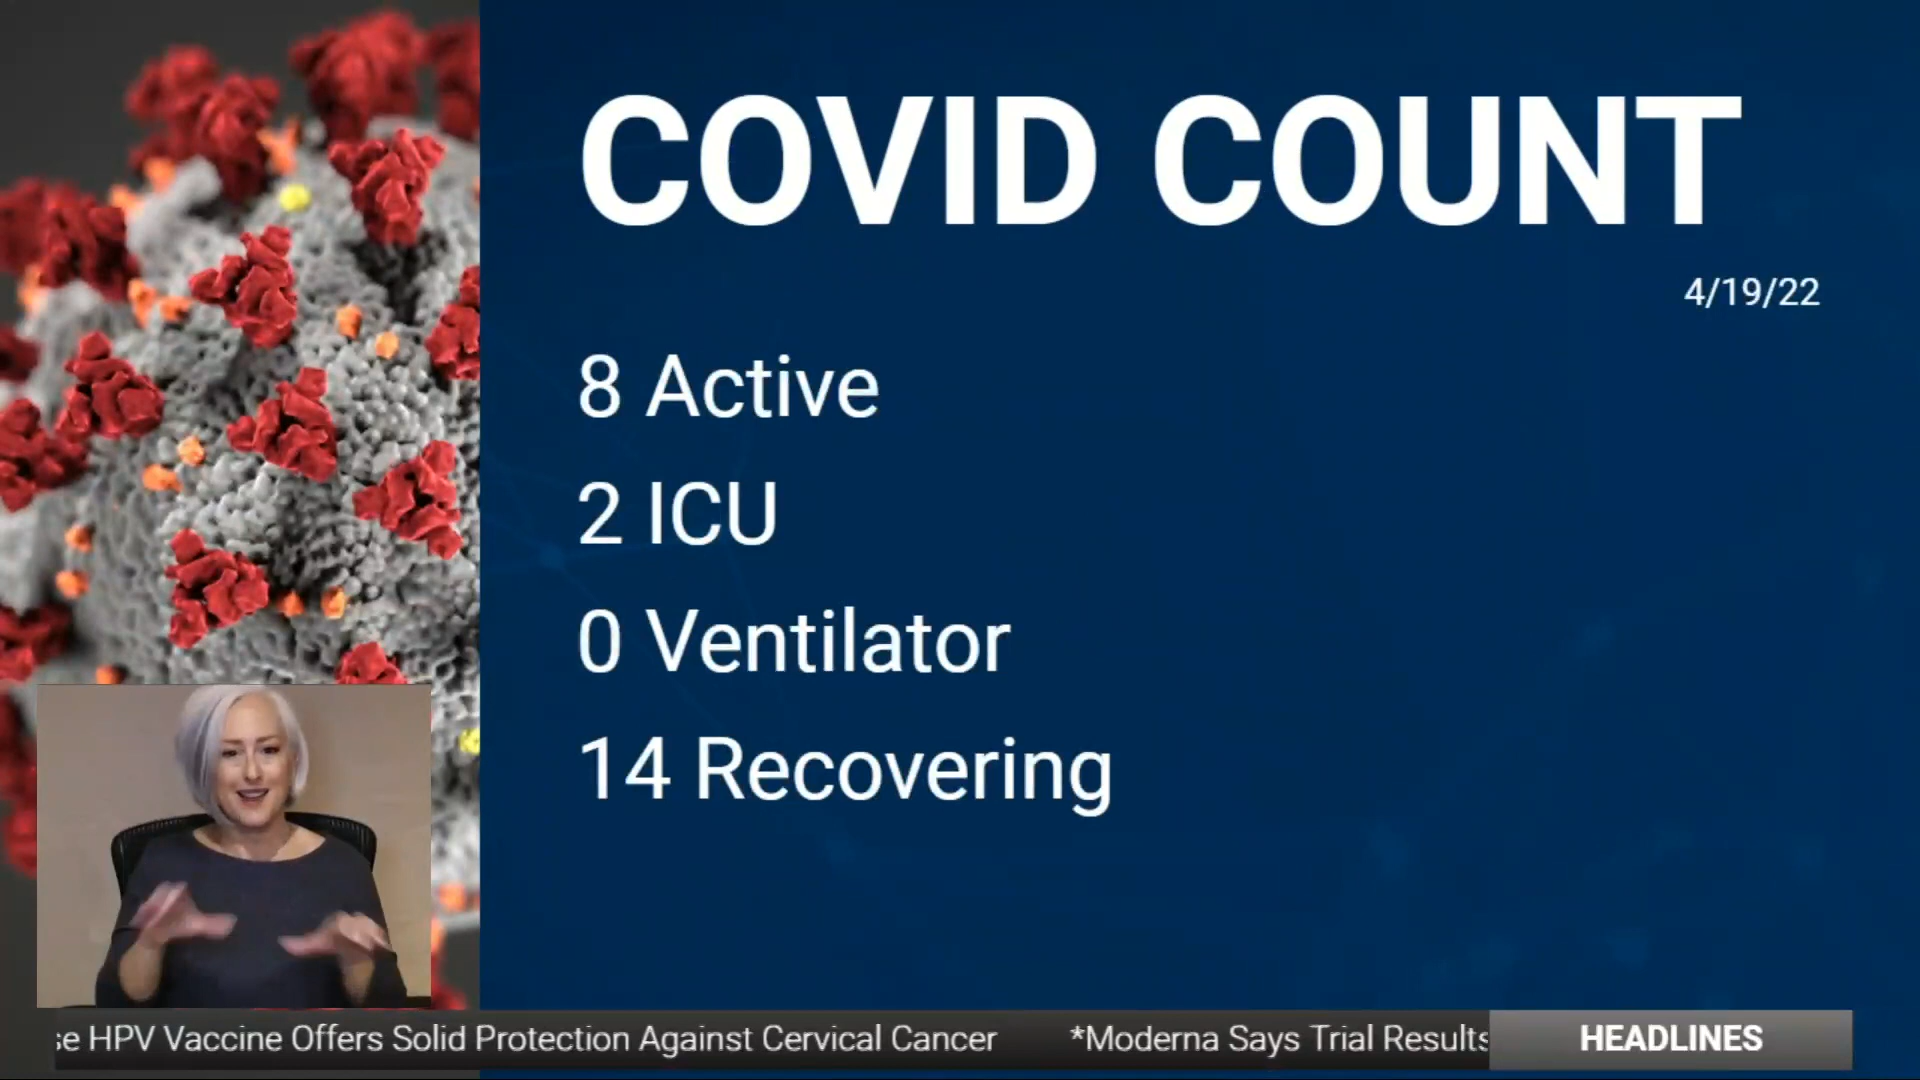 COVID COUNT
4/19/22
8 Active
2 ICU
0 Ventilator
14 Recovering
HPV Vaccine Offers Solid Protection Against Cervical Cancer *Moderna Says Trial Results
HEADLINES